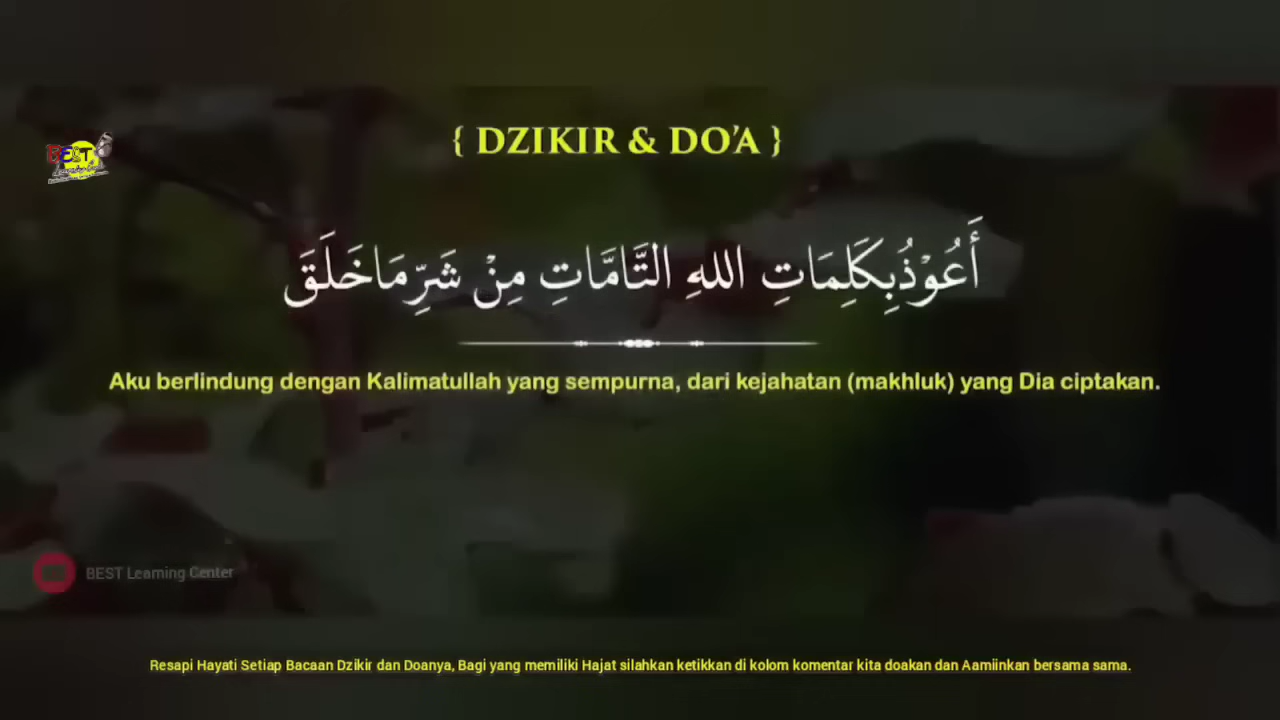 { DZIKIR & DO’A }
BEST
أَعُوْذُبِكَلِمَاتِ اللهِ التَّامَّاتِ مِنْ شَرِّمَاخَلَقَ
Aku berlindung dengan Kalimatullah yang sempurna, dari kejahatan (makhluk) yang Dia ciptakan.
BEST Learning Center
Resapi Hayati Setiap Bacaan Dzikir dan Doanya, Bagi yang memiliki Hajat silahkan ketikkan di kolom komentar kita doakan dan Aamiinkan bersama sama.